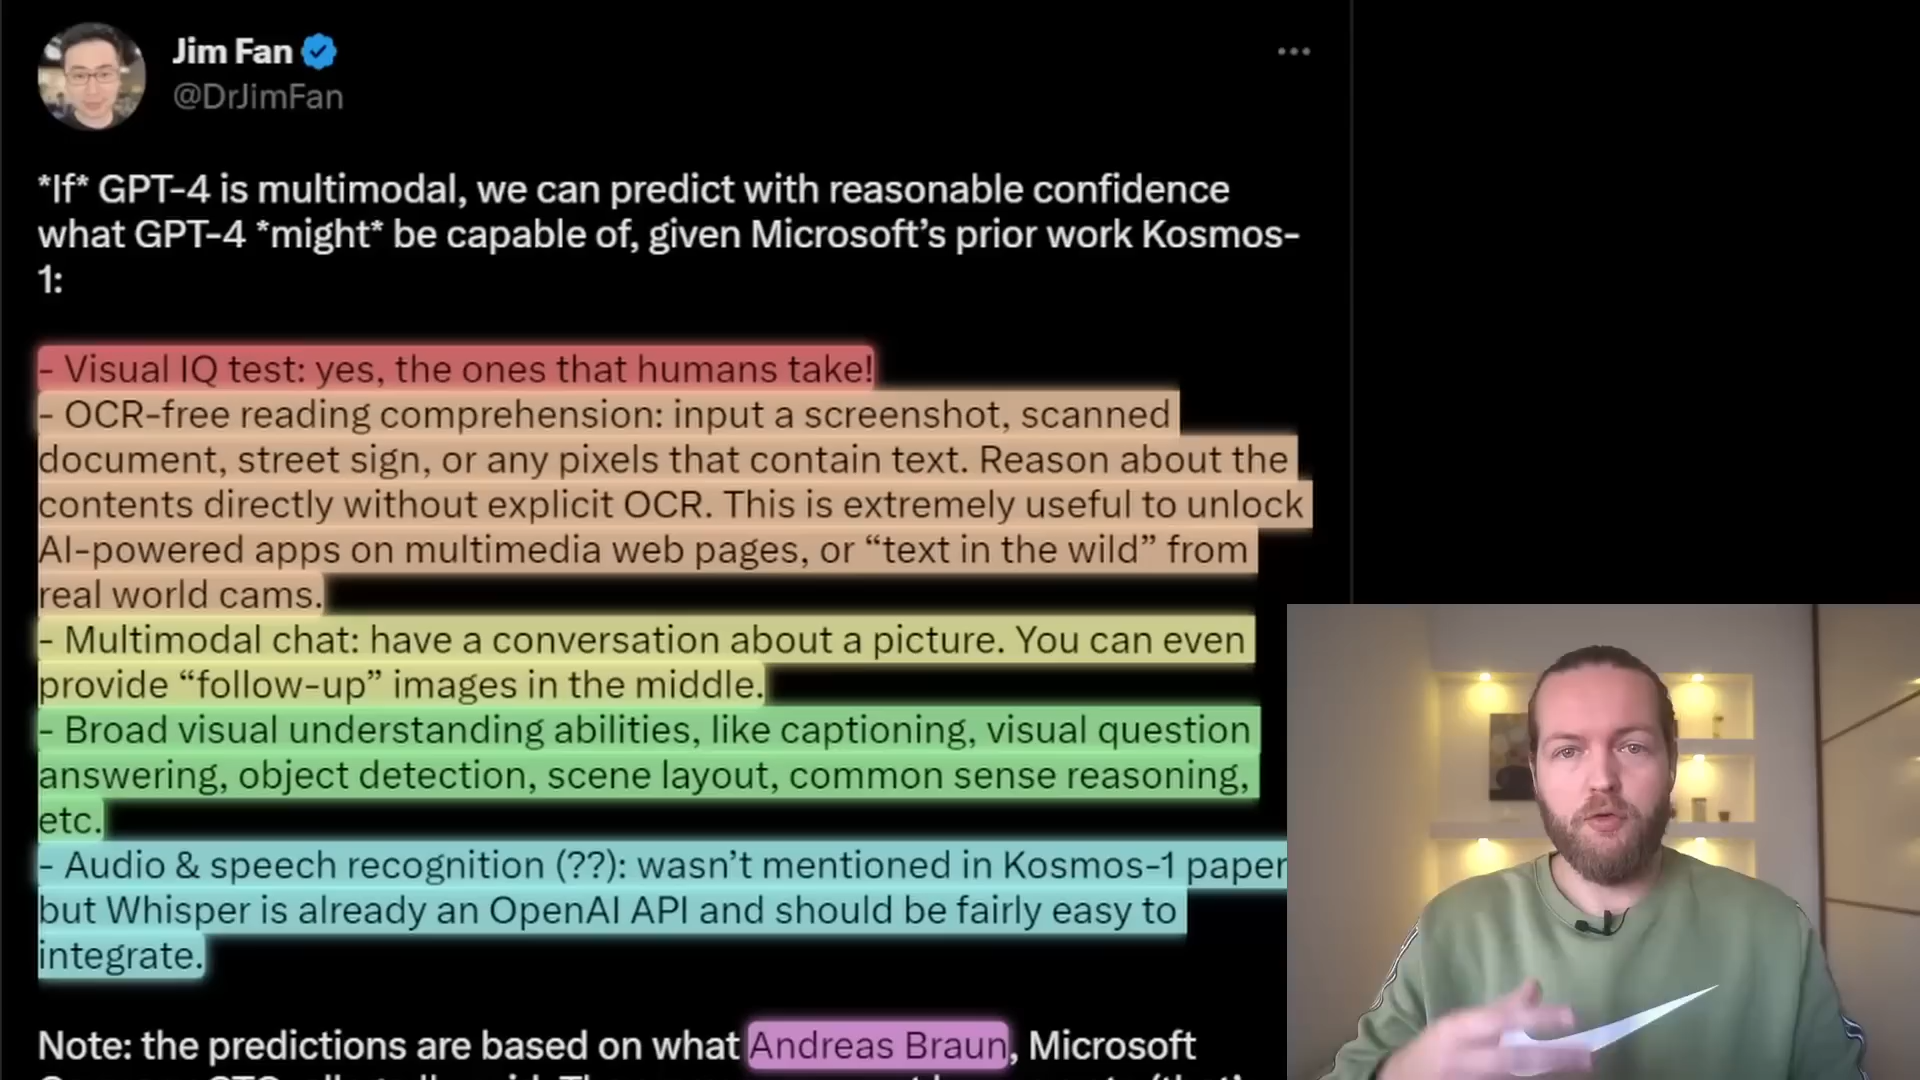 Jim Fan
@DrJimFan
*If* GPT-4 is multimodal, we can predict with reasonable confidence
what GPT-4 *might* be capable of, given Microsoft’s prior work Kosmos-
1:
- Visual IQ test: yes, the ones that humans take!
- OCR-free reading comprehension: input a screenshot, scanned
document, street sign, or any pixels that contain text. Reason about the
contents directly without explicit OCR. This is extremely useful to unlock
AI-powered apps on multimedia web pages, or “text in the wild” from
real world cams.
- Multimodal chat: have a conversation about a picture. You can even
provide “follow-up” images in the middle.
- Broad visual understanding abilities, like captioning, visual question
answering, object detection, scene layout, common sense reasoning,
etc.
- Audio & speech recognition (??): wasn’t mentioned in Kosmos-1 paper
but Whisper is already an OpenAI API and should be fairly easy to
integrate.
Note: the predictions are based on what Andreas Braun, Microsoft